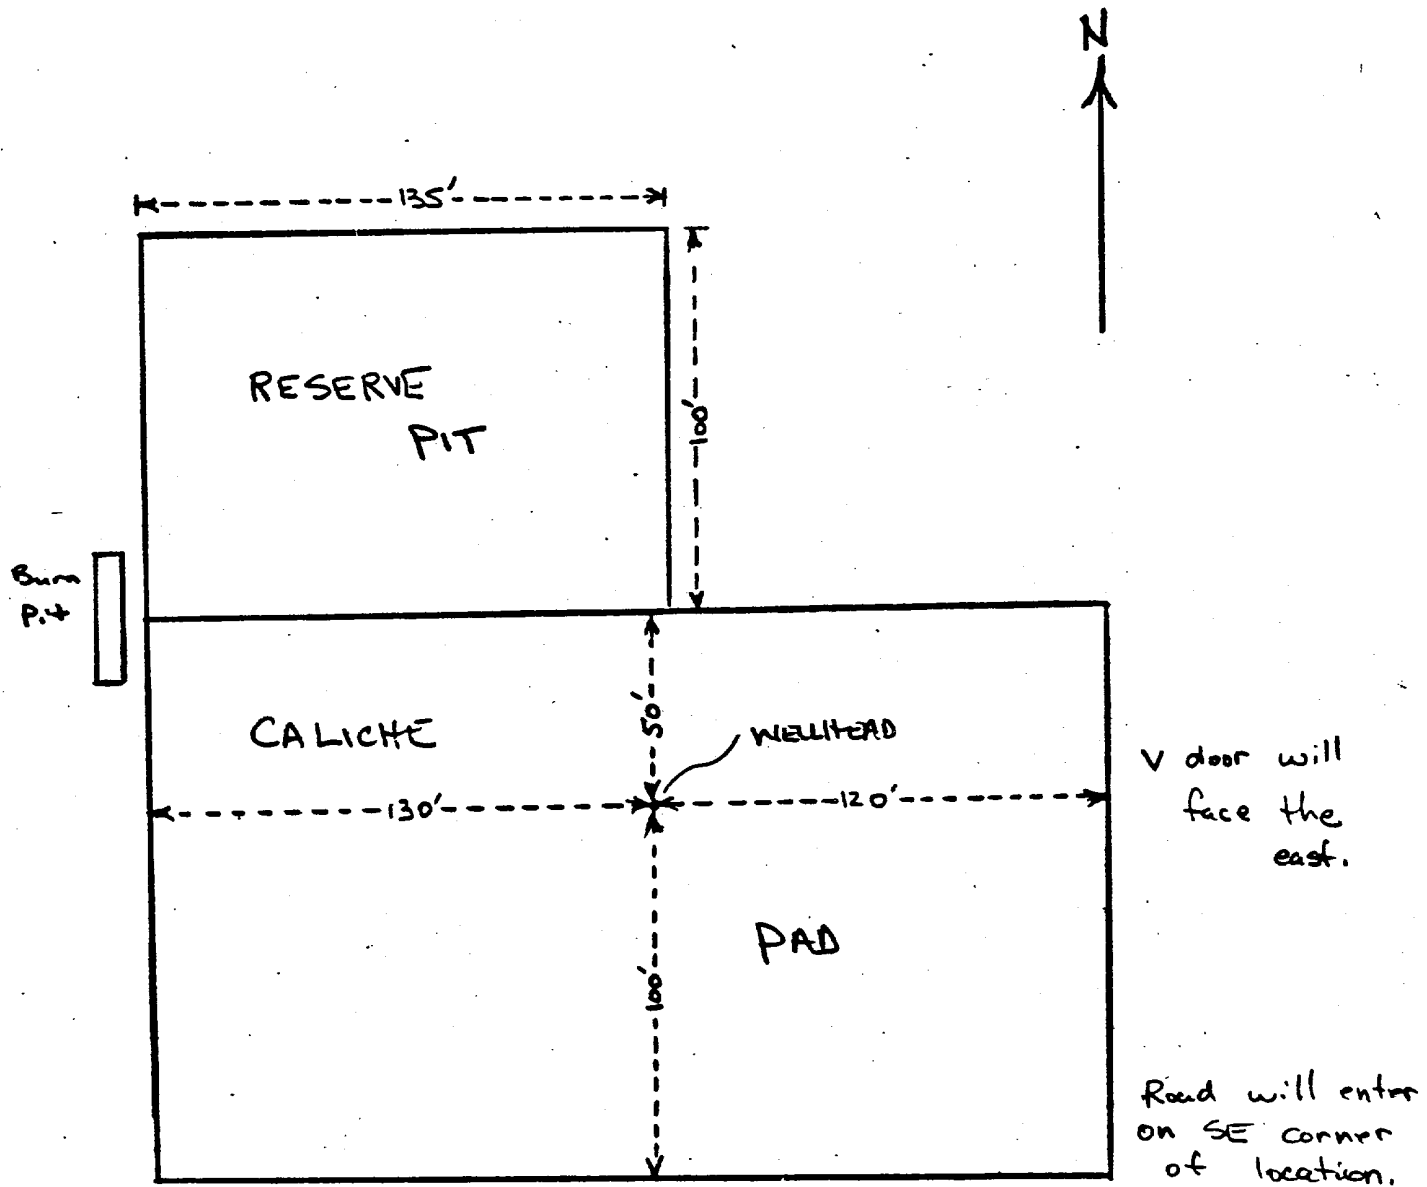 N
135'
100'
RESERVE
PIT
Burn
Pit
50'
CALICHE
WELLHEAD
130'
120'
V door will
face the
east.
PAD
100'
Road will enter
on SE corner
of location.